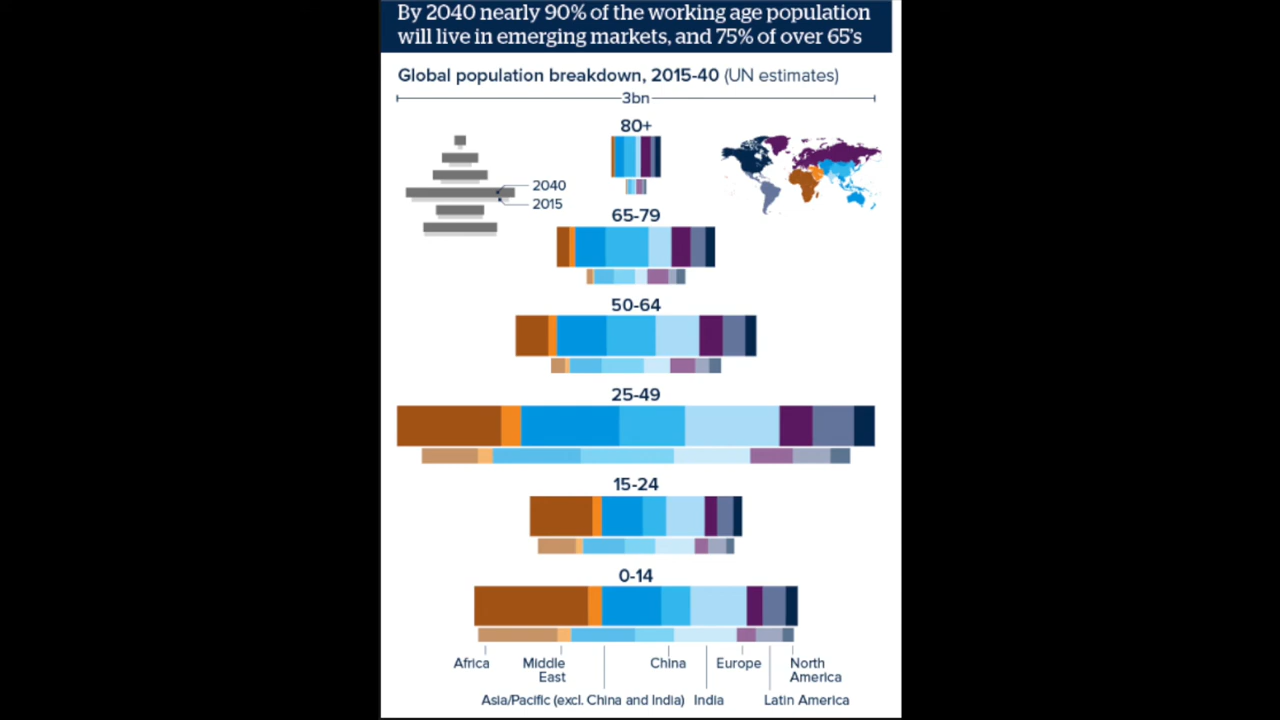 By 2040 nearly 90% of the working age population
will live in emerging markets, and 75% of over 65's
Global population breakdown, 2015-40 (UN estimates)
3bn
80+
2040
2015
65-79
50-64
25-49
15-24
0-14
Africa
Middle
East
China
Europe
North
America
Asia/Pacific (excl. China and India)
India
Latin America